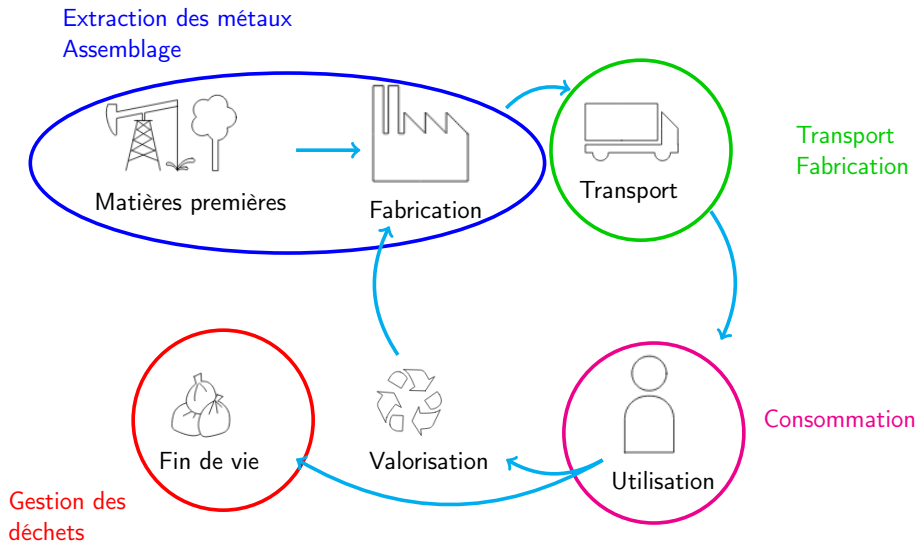 Extraction des métaux
Assemblage
Matières premières
Fabrication
Transport
Transport
Fabrication
Consommation
Fin de vie
Valorisation
Utilisation
Gestion des
déchets